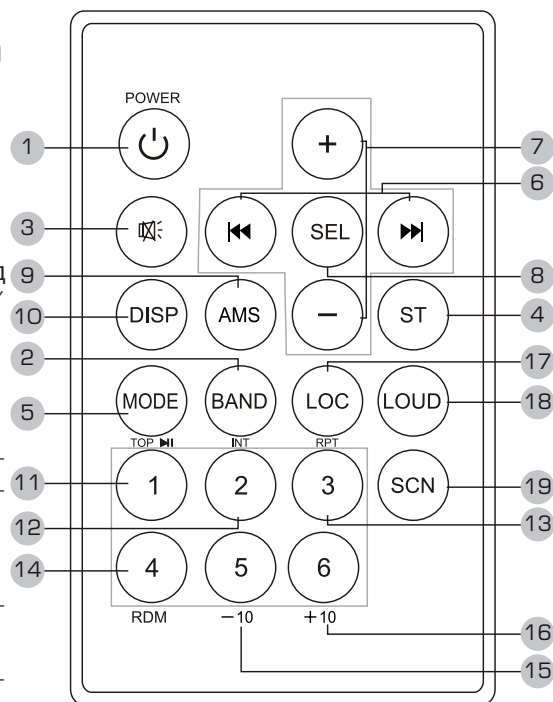 POWER
1
+
7
6
3
SEL
8
9
Д
10
DISP
AMS
−
ST
4
2
17
5
MODE
BAND
LOC
LOUD
18
TOP
INT
RPT
11
1
2
3
SCN
19
12
13
14
4
5
6
RDM
−10
+10
16
15